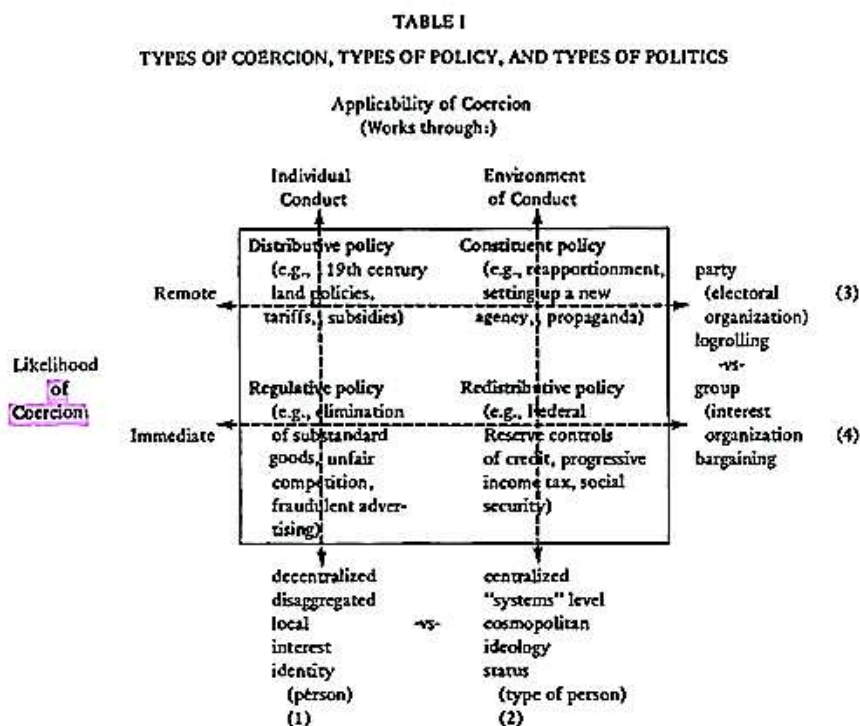 TABLE I
TYPES OF COERCION, TYPES OF POLICY, AND TYPES OF POLITICS
Applicability of Coercion
(Works through:)
Individual
Conduct
Environment
of Conduct
Likelihood
of
Coercion
Remote
Distributive policy
(e.g., 19th century
land policies,
tariffs, subsidies)
Constituent policy
(e.g., reapportionment,
setting up a new
agency, propaganda)
party
(electoral
organization)
logrolling
(3)
-vs-
Immediate
Regulative policy
(e.g., elimination
of substandard
goods, unfair
competition,
fraudulent adver-
tising)
Redistributive policy
(e.g., Federal
Reserve controls
of credit, progressive
income tax, social
security)
group
(interest
organization
bargaining
(4)
decentralized
disaggregated
local
interest
identity
(person)
(1)
-vs-
centralized
"systems" level
cosmopolitan
ideology
status
(type of person)
(2)